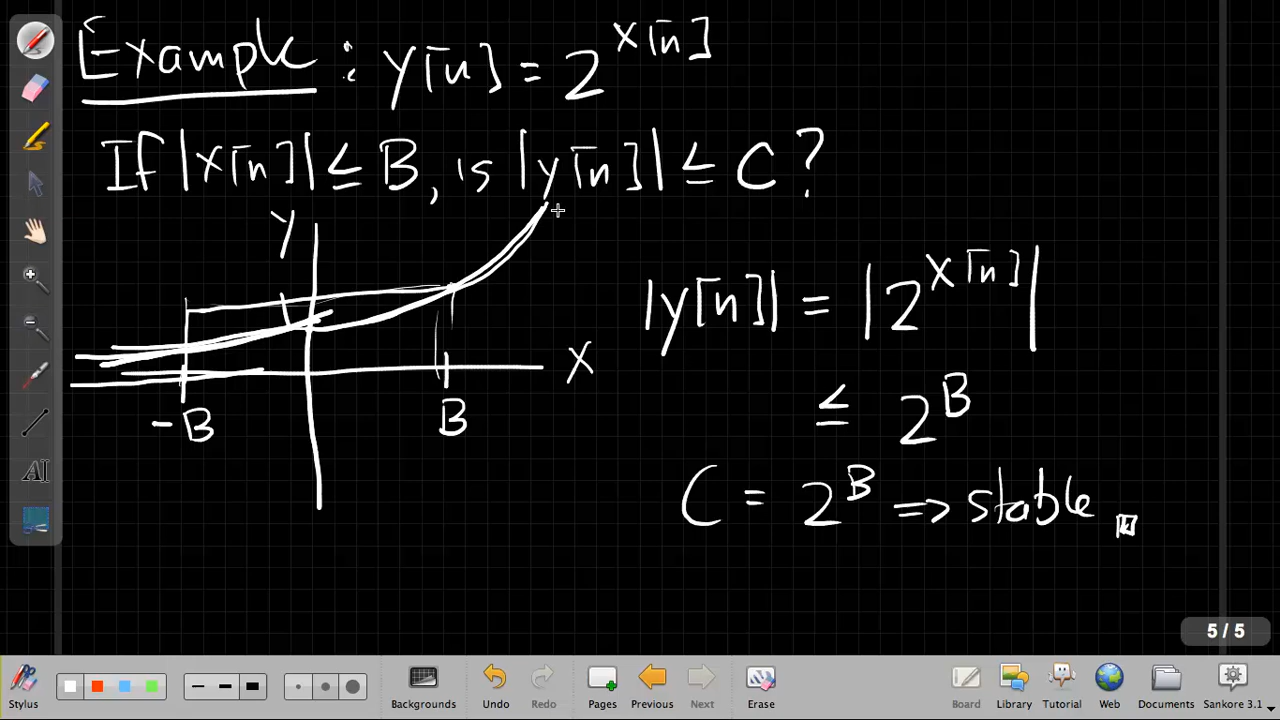 Example : y[n] = 2^x[n]
If |x[n]| ≤ B, is |y[n]| ≤ C?
Y
X
-B
B
|y[n]| = |2^x[n]|
≤ 2^B
C = 2^B => stable.
5 / 5
Stylus
Backgrounds
Undo
Redo
Pages
Previous
Next
Erase
Board
Library
Tutorial
Web
Documents
Sankore 3.1
AI